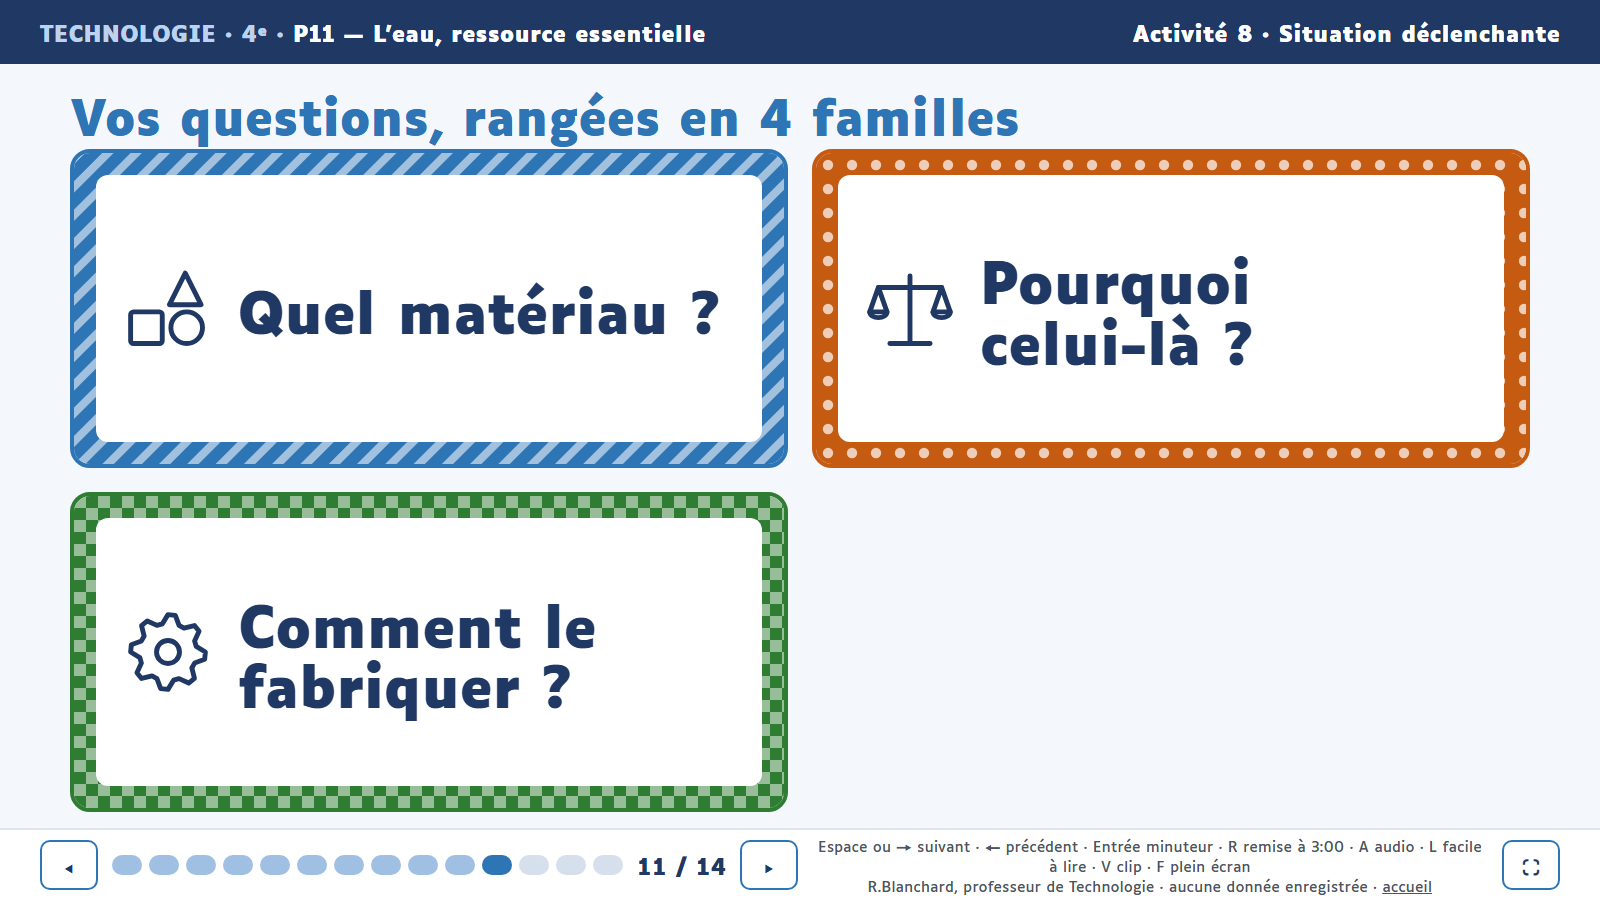 TECHNOLOGIE · 4ᵉ · P11 — L’eau, ressource essentielle
Activité 8 · Situation déclenchante
Vos questions, rangées en 4 familles
Quel matériau ?
Pourquoi
celui-là ?
Comment le
fabriquer ?
11 / 14
Espace ou → suivant · ← précédent · Entrée minuteur · R remise à 3:00 · A audio · L facile
à lire · V clip · F plein écran
R.Blanchard, professeur de Technologie · aucune donnée enregistrée · accueil